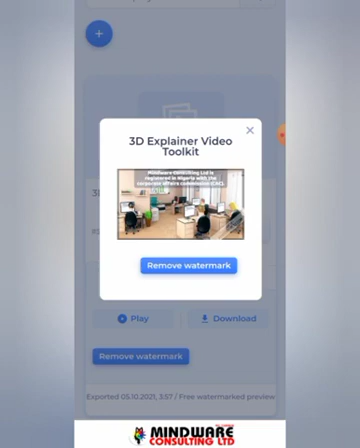 3D Explainer Video
Toolkit
Mindware Consulting Ltd is
registered in Nigeria with the
corporate affairs commission (CAC).
Remove watermark
Play
Download
Remove watermark
Exported 05.10.2021, 3:57 / Free watermarked preview
MINDWARE
CONSULTING LTD